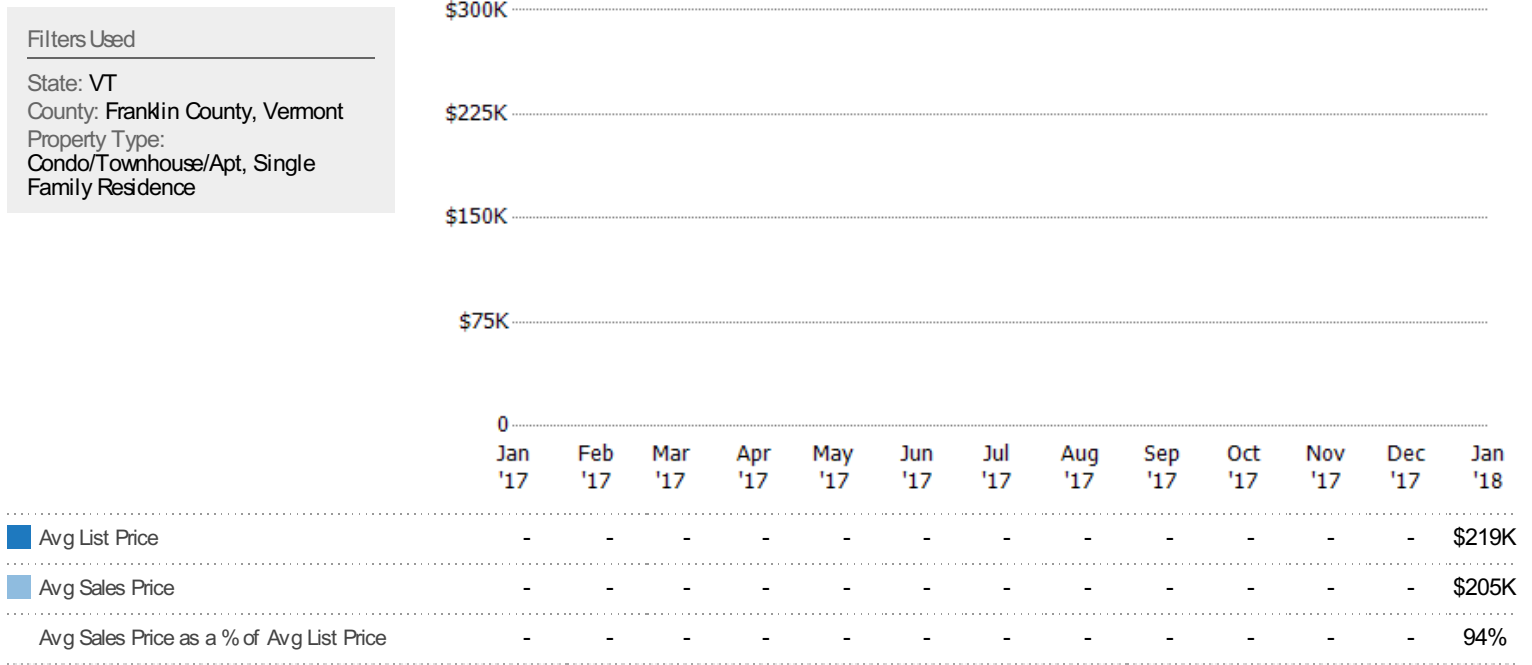 Filters Used
State: VT
County: Franklin County, Vermont
Property Type:
Condo/Townhouse/Apt, Single
Family Residence
$300K
$225K
$150K
$75K
0
Jan Feb Mar Apr May Jun Jul Aug Sep Oct Nov Dec Jan
'17 '17 '17 '17 '17 '17 '17 '17 '17 '17 '17 '17 '18
Avg List Price - - - - - - - - - - - - $219K
Avg Sales Price - - - - - - - - - - - - $205K
Avg Sales Price as a % of Avg List Price - - - - - - - - - - - - 94%